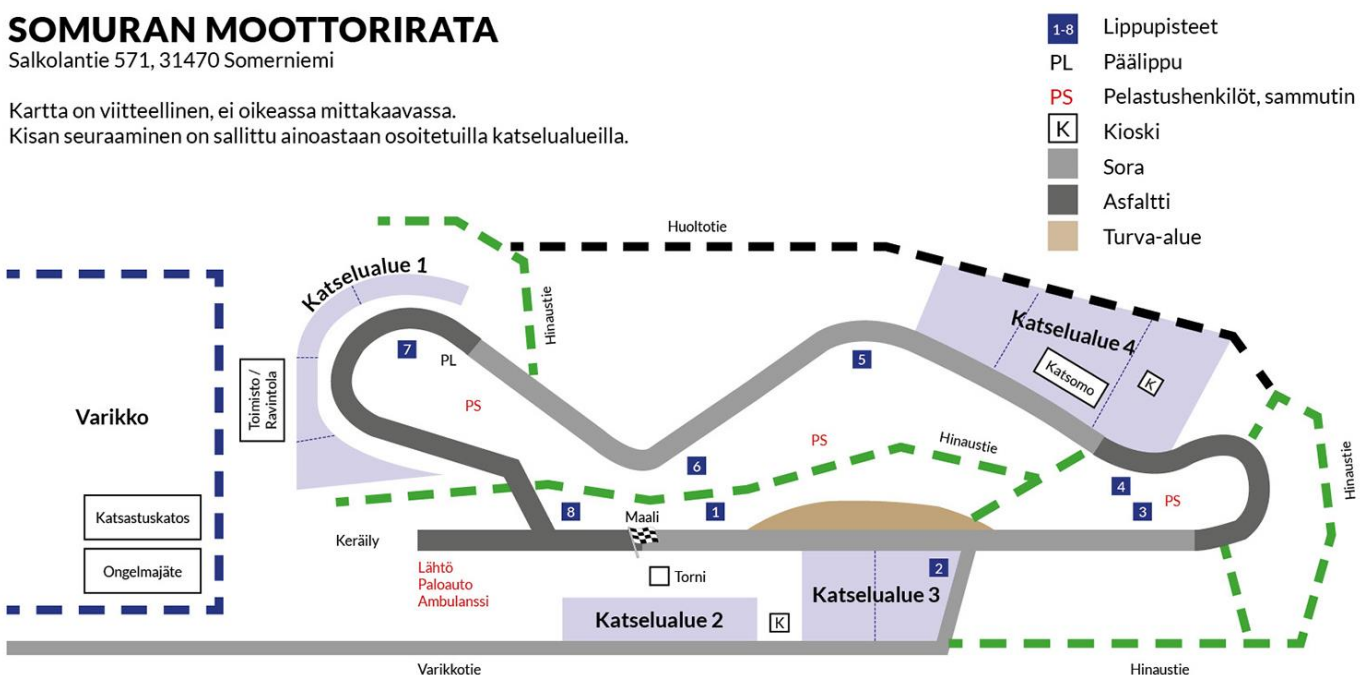 SOMURAN MOOTTORIRATA
Salkolantie 571, 31470 Somerniemi
Kartta on viitteellinen, ei oikeassa mittakaavassa.
Kisan seuraaminen on sallittu ainoastaan osoitetuilla katselualueilla.
1-8 Lippupisteet
PL Päälippu
PS Pelastushenkilöt, sammutin
K Kioski
Sora
Asfaltti
Turva-alue
Huoltotie
Katselualue 1
Hinaustie
7
PL
PS
Toimisto /
Ravintola
Varikko
Katsastuskatos
Ongelmajäte
5
Katselualue 4
Katsomo
K
PS
Hinaustie
6
4
3
PS
Hinaustie
8
1
Maali
Keräily
Lähtö
Paloauto
Ambulanssi
Torni
2
Katselualue 3
Katselualue 2
K
Varikkotie
Hinaustie